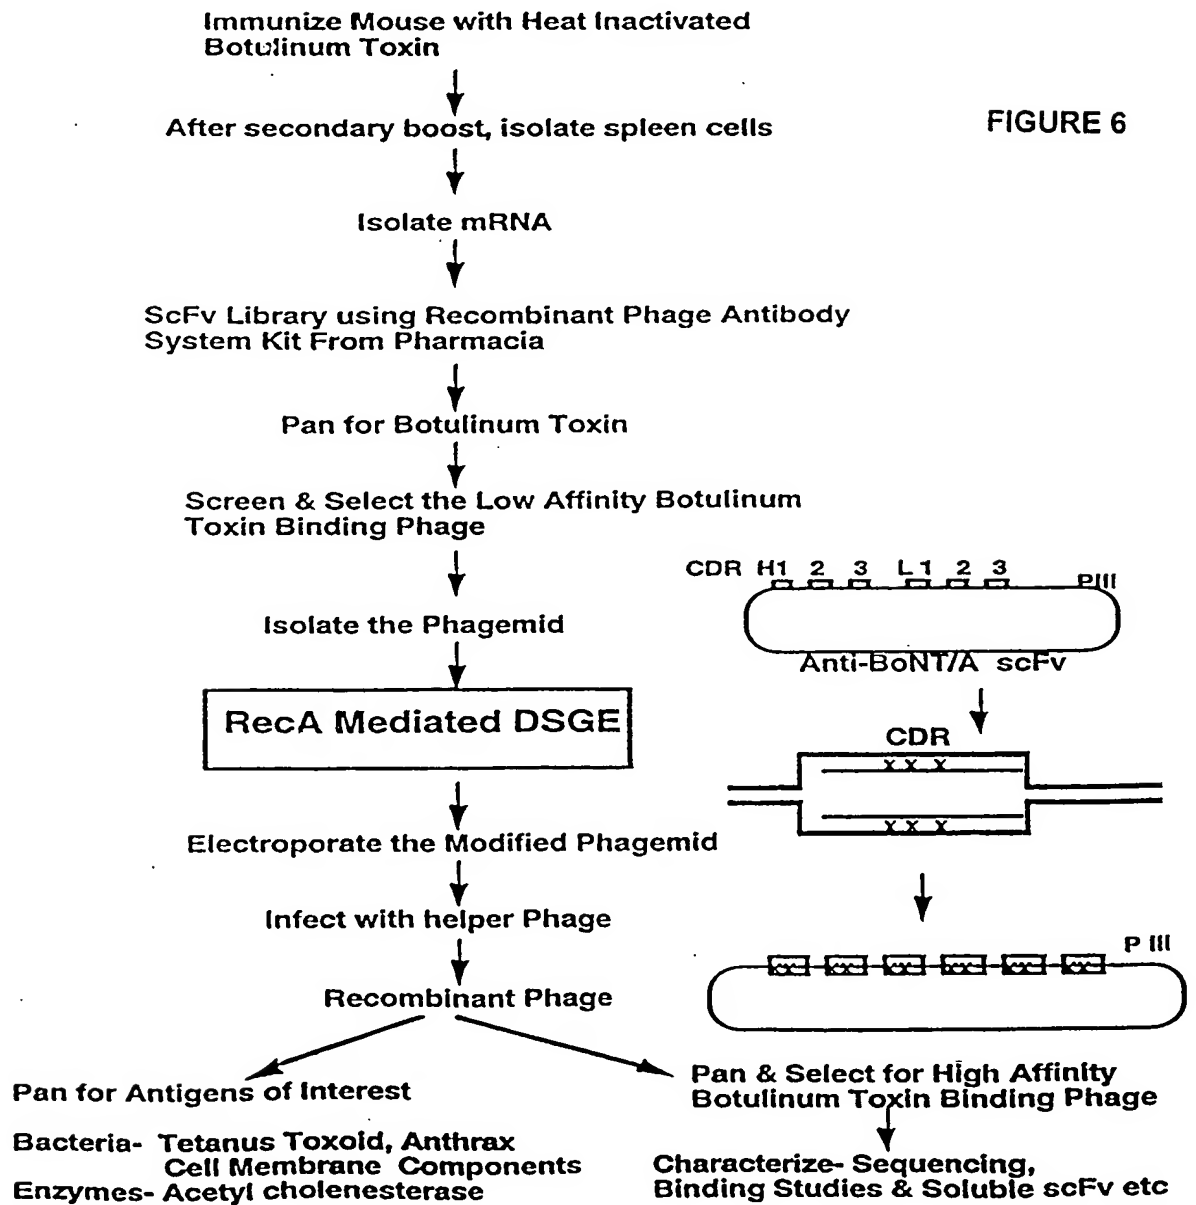 Immunize Mouse with Heat Inactivated
Botulinum Toxin
After secondary boost, isolate spleen cells
FIGURE 6
Isolate mRNA
ScFv Library using Recombinant Phage Antibody
System Kit From Pharmacia
Pan for Botulinum Toxin
Screen & Select the Low Affinity Botulinum
Toxin Binding Phage
CDR H1 2 3 L1 2 3 PIII
Isolate the Phagemid
Anti-BoNT/A scFv
RecA Mediated DSGE
CDR
x x x
x x x
Electroporate the Modified Phagemid
Infect with helper Phage
P III
Recombinant Phage
Pan for Antigens of Interest
Bacteria- Tetanus Toxoid, Anthrax
Cell Membrane Components
Enzymes- Acetyl cholenesterase
Pan & Select for High Affinity
Botulinum Toxin Binding Phage
Characterize- Sequencing,
Binding Studies & Soluble scFv etc